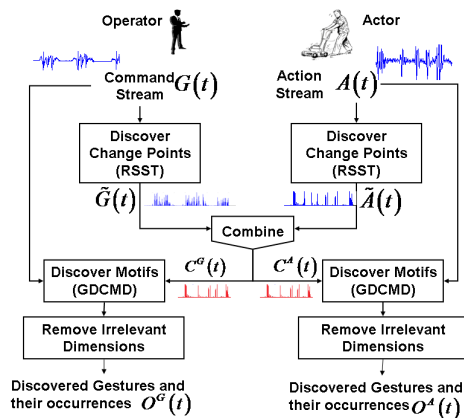 Operator
Actor
Command
Stream G(t)
Action
Stream A(t)
Discover
Change Points
(RSST)
Discover
Change Points
(RSST)
G̃(t)
Ã(t)
Combine
Discover Motifs
(GDCMD)
C^G(t)
C^A(t)
Discover Motifs
(GDCMD)
Remove Irrelevant
Dimensions
Remove Irrelevant
Dimensions
Discovered Gestures and
their occurrences O^G(t)
Discovered Gestures and
their occurrences O^A(t)